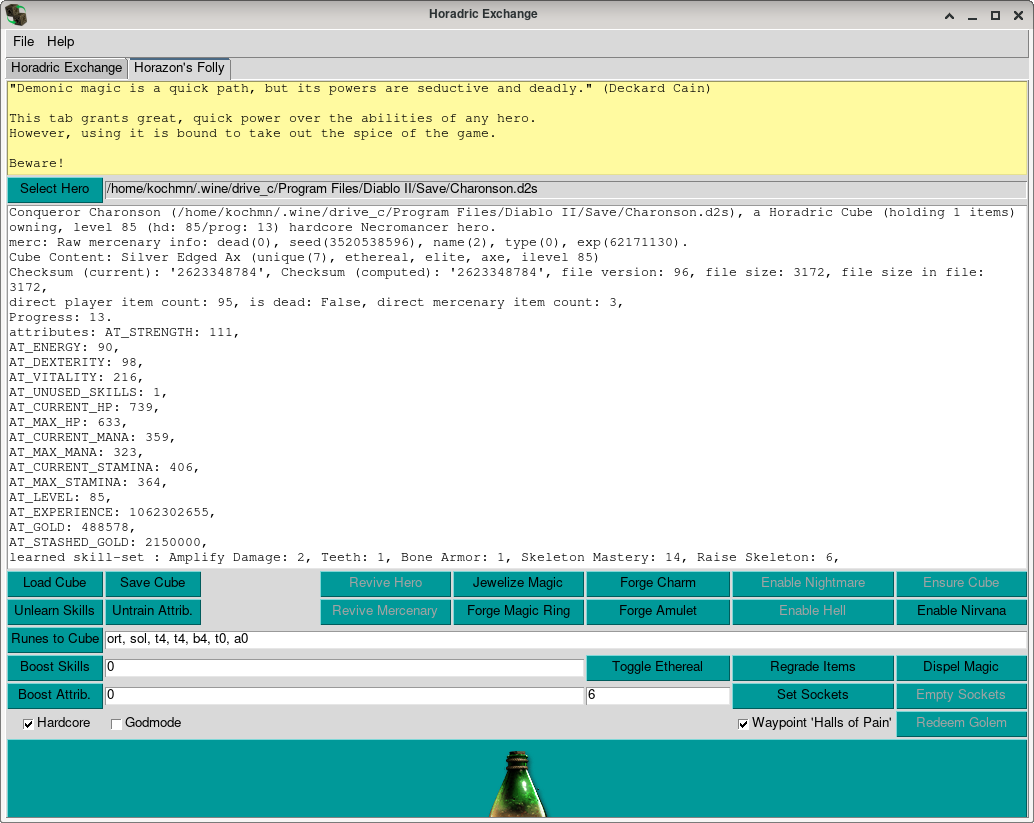 Horadric Exchange
File Help
Horadric Exchange Horazon's Folly
"Demonic magic is a quick path, but its powers are seductive and deadly." (Deckard Cain)
This tab grants great, quick power over the abilities of any hero.
However, using it is bound to take out the spice of the game.
Beware!
Select Hero /home/kochmn/.wine/drive_c/Program Files/Diablo II/Save/Charonson.d2s
Conqueror Charonson (/home/kochmn/.wine/drive_c/Program Files/Diablo II/Save/Charonson.d2s), a Horadric Cube (holding 1 items)
owning, level 85 (hd: 85/prog: 13) hardcore Necromancer hero.
merc: Raw mercenary info: dead(0), seed(3520538596), name(2), type(0), exp(62171130).
Cube Content: Silver Edged Ax (unique(7), ethereal, elite, axe, ilevel 85)
Checksum (current): '2623348784', Checksum (computed): '2623348784', file version: 96, file size: 3172, file size in file:
3172,
direct player item count: 95, is dead: False, direct mercenary item count: 3,
Progress: 13.
attributes: AT_STRENGTH: 111,
AT_ENERGY: 90,
AT_DEXTERITY: 98,
AT_VITALITY: 216,
AT_UNUSED_SKILLS: 1,
AT_CURRENT_HP: 739,
AT_MAX_HP: 633,
AT_CURRENT_MANA: 359,
AT_MAX_MANA: 323,
AT_CURRENT_STAMINA: 406,
AT_MAX_STAMINA: 364,
AT_LEVEL: 85,
AT_EXPERIENCE: 1062302655,
AT_GOLD: 488578,
AT_STASHED_GOLD: 2150000,
learned skill-set : Amplify Damage: 2, Teeth: 1, Bone Armor: 1, Skeleton Mastery: 14, Raise Skeleton: 6,
Load Cube Save Cube Revive Hero Jewelize Magic Forge Charm Enable Nightmare Ensure Cube
Unlearn Skills Untrain Attrib. Revive Mercenary Forge Magic Ring Forge Amulet Enable Hell Enable Nirvana
Runes to Cube ort, sol, t4, t4, b4, t0, a0
Boost Skills 0 Toggle Ethereal Regrade Items Dispel Magic
Boost Attrib. 0 6 Set Sockets Empty Sockets
Hardcore Godmode Waypoint 'Halls of Pain' Redeem Golem